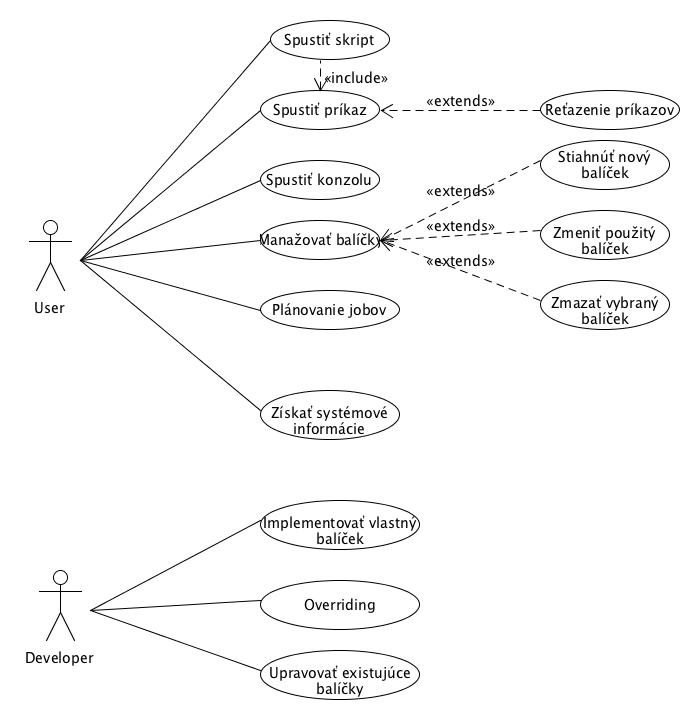 Spustiť skript
«include»
Spustiť príkaz
«extends»
Reťazenie príkazov
Stiahnúť nový
balíček
Spustiť konzolu
«extends»
Manažovať balíčky
«extends»
Zmeniť použitý
balíček
«extends»
User
Plánovanie jobov
Zmazať vybraný
balíček
Získať systémové
informácie
Implementovať vlastný
balíček
Overriding
Developer
Upravovať existujúce
balíčky